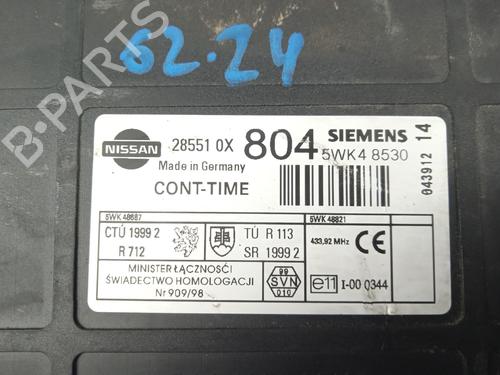 62.24
B-PARTS
NISSAN
28551 0X 804
Made in Germany
CONT-TIME
SIEMENS
5WK4 8530
043912 14
5WK 48687
CTÚ 1999 2
R 712
TÚ R 113
SR 1999 2
5WK 48821
433,92 MHz
CE
MINISTER ŁĄCZNOŚCI
ŚWIADECTWO HOMOLOGACJI
Nr 909/98
99
SVN
010
e11 I-00 0344